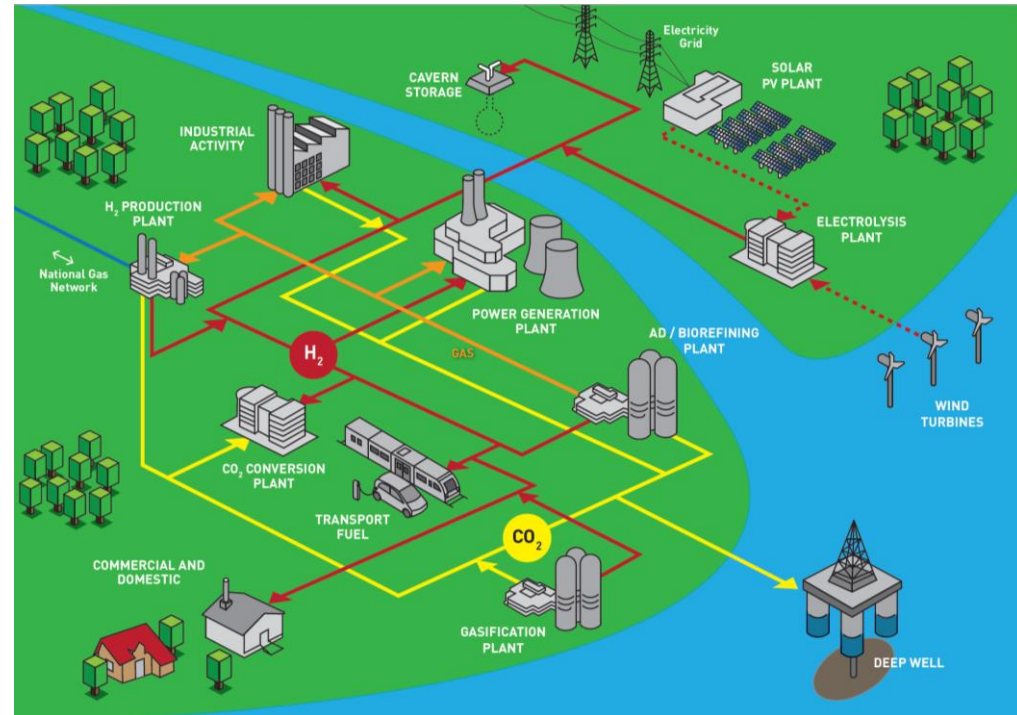 Electricity
Grid
SOLAR
PV PLANT
CAVERN
STORAGE
INDUSTRIAL
ACTIVITY
H₂ PRODUCTION
PLANT
ELECTROLYSIS
PLANT
National Gas
Network
POWER GENERATION
PLANT
AD / BIOREFINING
PLANT
GAS
H₂
WIND
TURBINES
CO₂ CONVERSION
PLANT
TRANSPORT
FUEL
CO₂
COMMERCIAL AND
DOMESTIC
GASIFICATION
PLANT
DEEP WELL